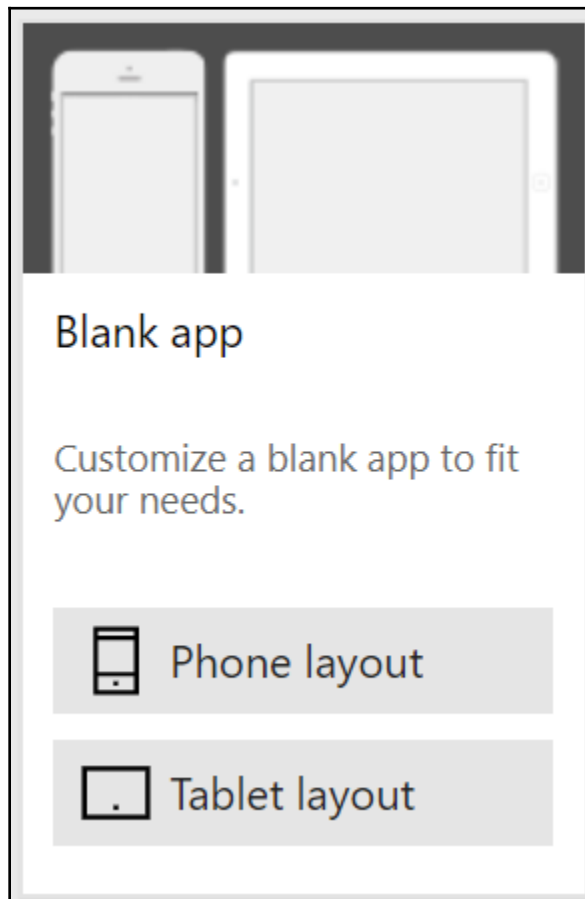 Blank app
Customize a blank app to fit
your needs.
Phone layout
Tablet layout